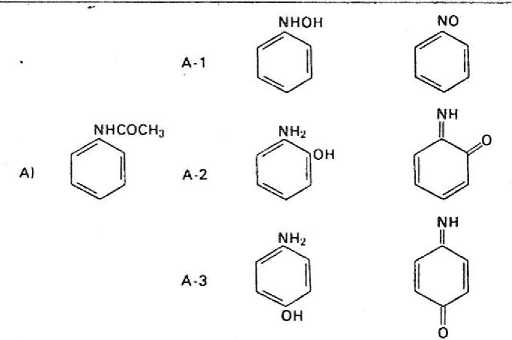 NHOH NO
A-1
NHCOCH₃ NH₂ NH
OH O
A) A-2
NH₂ NH
A-3
OH O